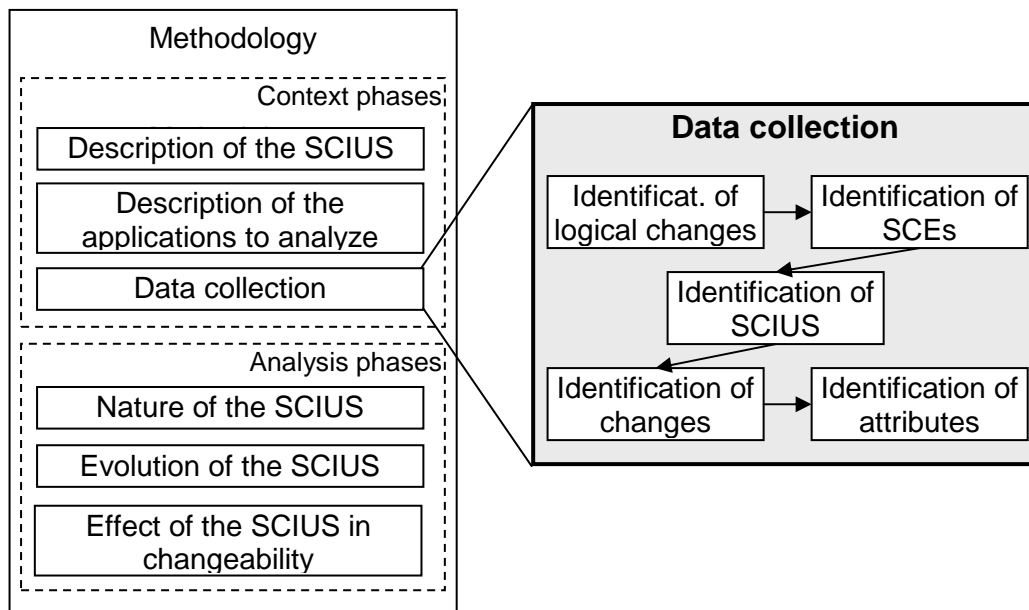 Methodology
Context phases
Description of the SCIUS
Description of the
applications to analyze
Data collection
Analysis phases
Nature of the SCIUS
Evolution of the SCIUS
Effect of the SCIUS in
changeability
Data collection
Identificat. of
logical changes
Identification of
SCEs
Identification of
SCIUS
Identification of
changes
Identification of
attributes